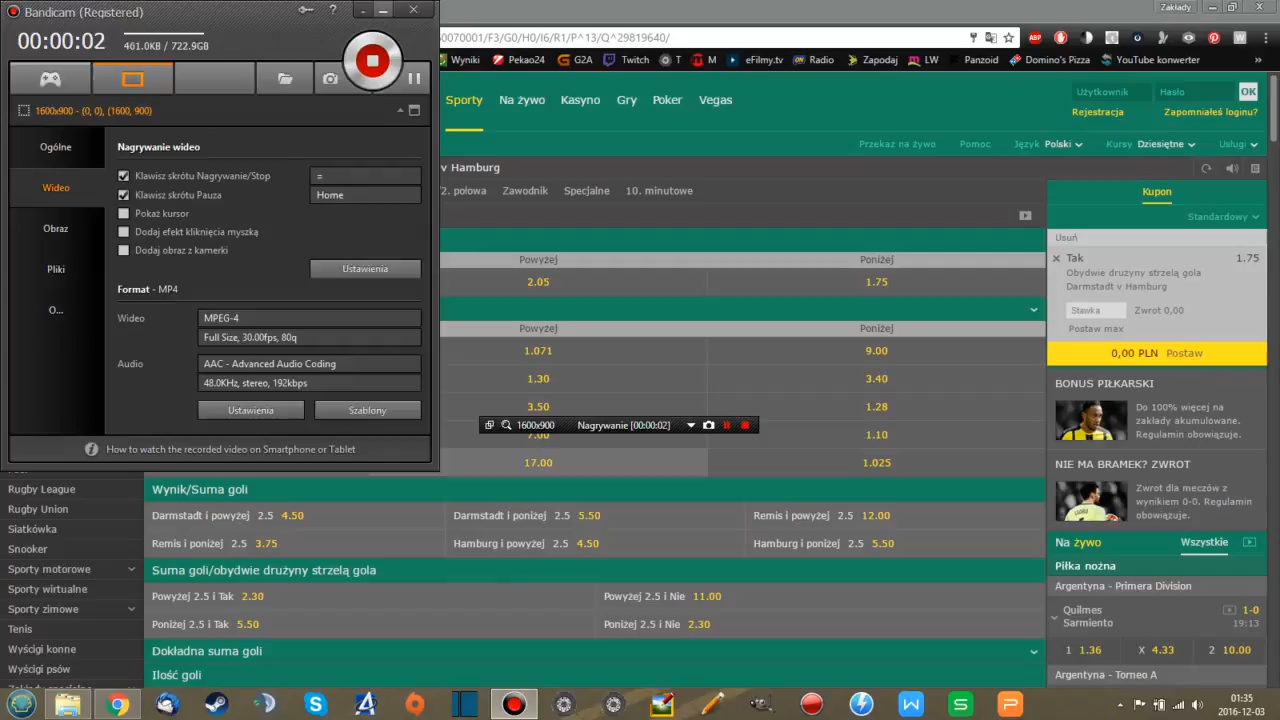 Bandicam (Registered)
00:00:02
461.0KB / 722.9GB
1600x900 - (0, 0), (1600, 900)
Ogólne
Wideo
Obraz
Pliki
O...
Nagrywanie wideo
Klawisz skrótu Nagrywanie/Stop
=
Klawisz skrótu Pauza
Home
Pokaż kursor
Dodaj efekt kliknięcia myszką
Dodaj obraz z kamerki
Ustawienia
Format - MP4
Wideo
MPEG-4
Full Size, 30.00fps, 80q
Audio
AAC - Advanced Audio Coding
48.0KHz, stereo, 192kbps
Ustawienia
Szablony
How to watch the recorded video on Smartphone or Tablet
Zakłady
0070001/F3/G0/H0/I6/R1/P^13/Q^29819640/
Wyniki
Pekao24
G2A
Twitch
T
M
eFilmy.tv
Radio
Zapodaj
LW
Panzoid
Domino's Pizza
YouTube konwerter
»
Sporty
Na żywo
Kasyno
Gry
Poker
Vegas
Użytkownik
Hasło
OK
Rejestracja
Zapomniałeś loginu?
Przekaz na żywo
Pomoc
Język Polski
Kursy Dziesiętne
Usługi
v Hamburg
2. połowa
Zawodnik
Specjalne
10. minutowe
Powyżej
Poniżej
2.05
1.75
Powyżej
Poniżej
1.071
9.00
1.30
3.40
3.50
1.28
1600x900
Nagrywanie [00:00:02]
7.00
1.10
17.00
1.025
Wynik/Suma goli
Darmstadt i powyżej 2.5 4.50
Darmstadt i poniżej 2.5 5.50
Remis i powyżej 2.5 12.00
Remis i poniżej 2.5 3.75
Hamburg i powyżej 2.5 4.50
Hamburg i poniżej 2.5 5.50
Suma goli/obydwie drużyny strzelą gola
Powyżej 2.5 i Tak 2.30
Powyżej 2.5 i Nie 11.00
Poniżej 2.5 i Tak 5.50
Poniżej 2.5 i Nie 2.30
Dokładna suma goli
Ilość goli
Rugby League
Rugby Union
Siatkówka
Snooker
Sporty motorowe
Sporty wirtualne
Sporty zimowe
Tenis
Wyścigi konne
Wyścigi psów
Kupon
Standardowy
Usuń
Tak
1.75
Obydwie drużyny strzelą gola
Darmstadt v Hamburg
Stawka
Zwrot 0,00
Postaw max
0,00 PLN Postaw
BONUS PIŁKARSKI
Do 100% więcej na
zakłady akumulowane.
Regulamin obowiązuje.
NIE MA BRAMEK? ZWROT
Zwrot dla meczów z
wynikiem 0-0. Regulamin
obowiązuje.
Na żywo
Wszystkie
Piłka nożna
Argentyna - Primera Division
Quilmes
1-0
Sarmiento
19:13
1 1.36
X 4.33
2 10.00
Argentyna - Torneo A
01:35
2016-12-03